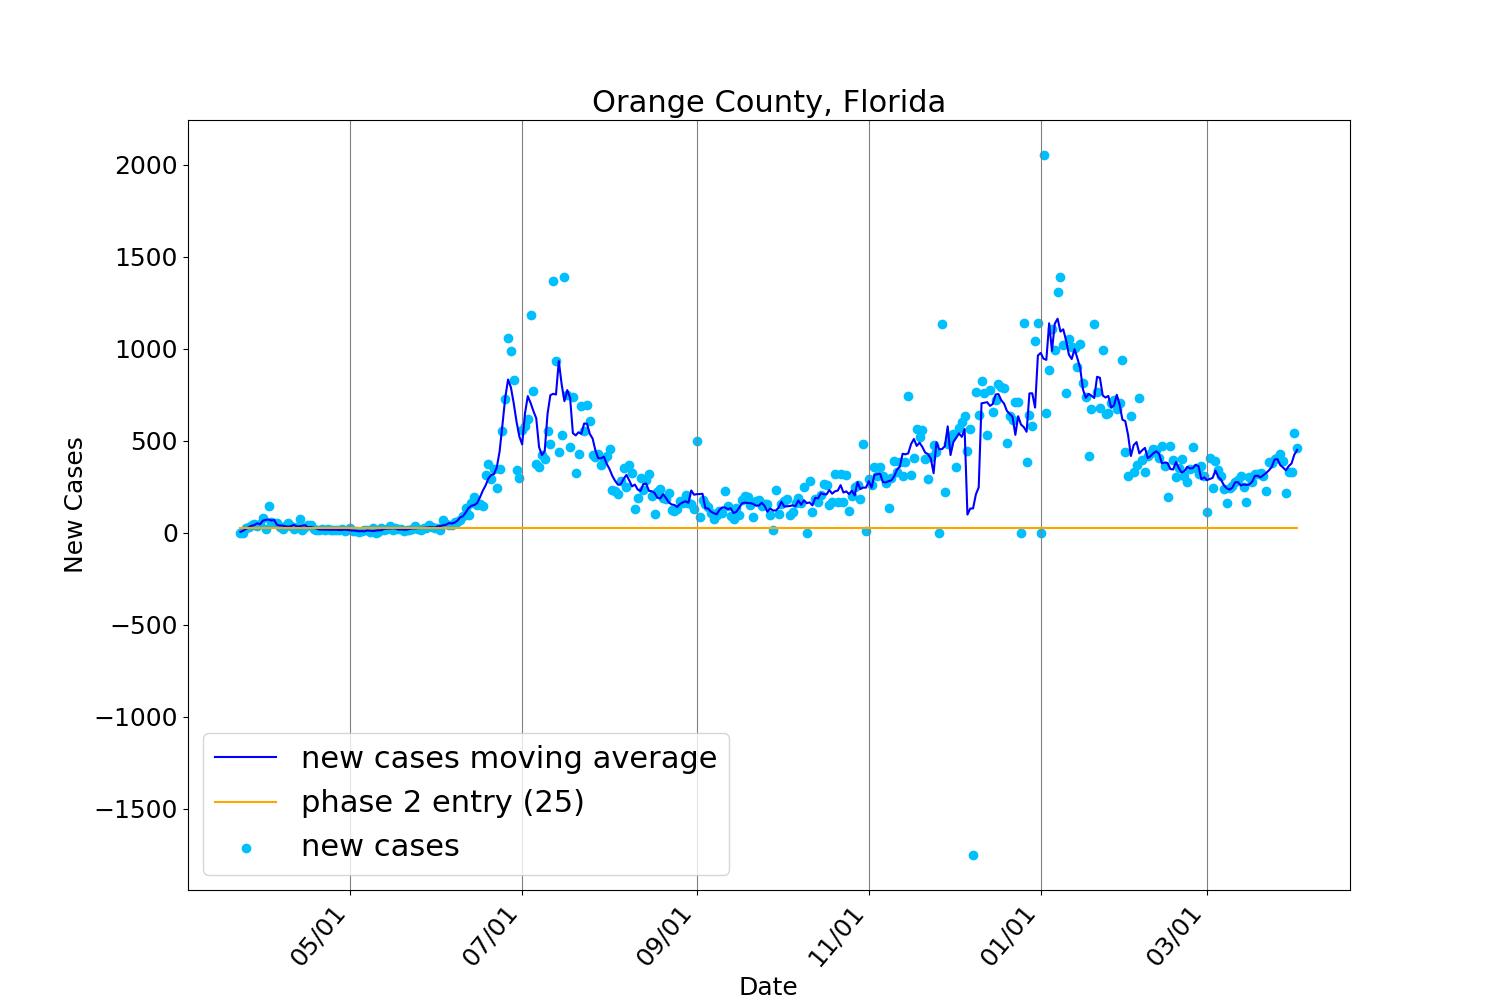 Orange County, Florida
2000
1500
1000
500
0
−500
−1000
−1500
New Cases
new cases moving average
phase 2 entry (25)
new cases
05/01
07/01
09/01
11/01
01/01
03/01
Date